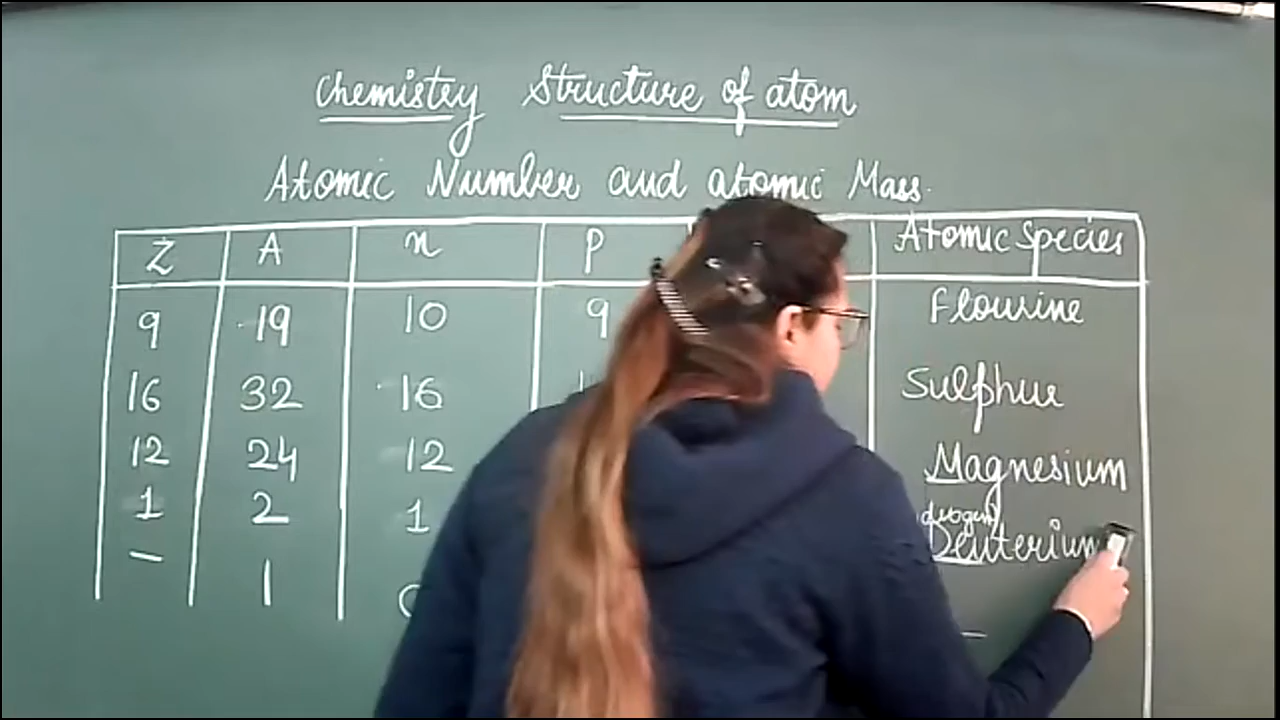 Chemistry Structure of atom
Atomic Number and atomic Mass.
Z A n P Atomic Species
9 19 10 9 Flourine
16 32 16 Sulphur
12 24 12 Magnesium
1 2 1 Deuterium
— 1 —